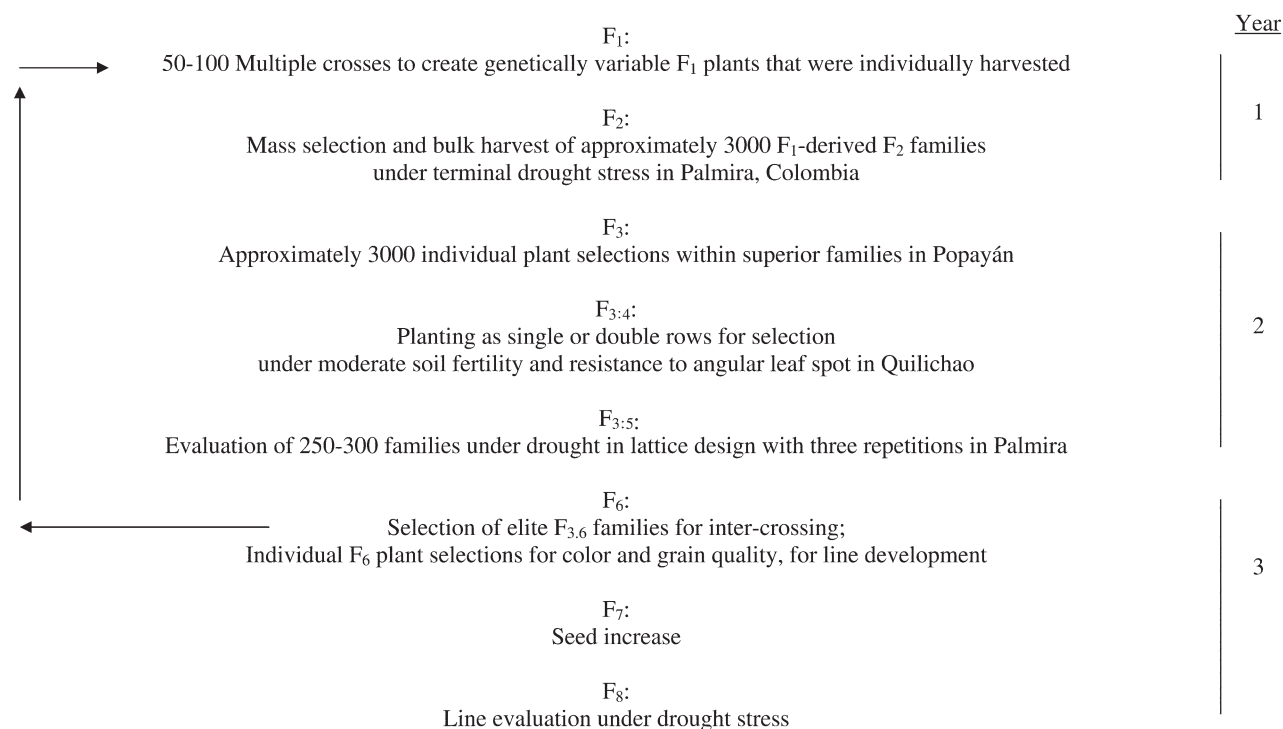 Year
F₁:
50-100 Multiple crosses to create genetically variable F₁ plants that were individually harvested
1
F₂:
Mass selection and bulk harvest of approximately 3000 F₁-derived F₂ families
under terminal drought stress in Palmira, Colombia
F₃:
Approximately 3000 individual plant selections within superior families in Popayán
F₃:₄:
Planting as single or double rows for selection
2
under moderate soil fertility and resistance to angular leaf spot in Quilichao
F₃:₅:
Evaluation of 250-300 families under drought in lattice design with three repetitions in Palmira
F₆:
Selection of elite F₃.₆ families for inter-crossing;
Individual F₆ plant selections for color and grain quality, for line development
3
F₇:
Seed increase
F₈:
Line evaluation under drought stress